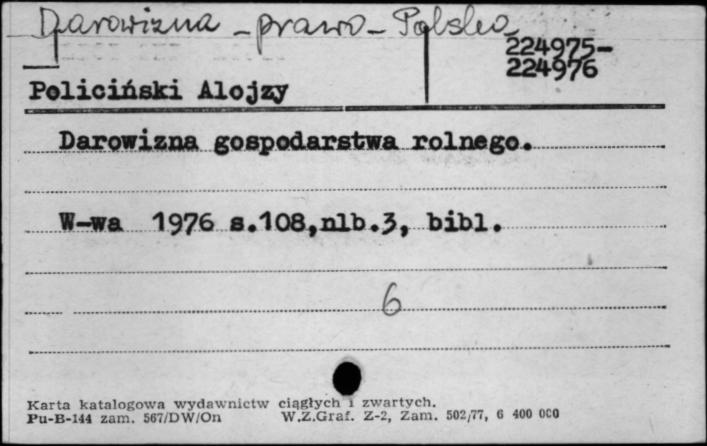 Darowizna - prawo - Polska
224975-
224976
Policiński Alojzy
Darowizna gospodarstwa rolnego.
W-wa 1976 s.108,nlb.3, bibl.
6
Karta katalogowa wydawnictw ciągłych i zwartych.
Pu-B-144 zam. 567/DW/On W.Z.Graf. Z-2, Zam. 502/77, 6 400 000